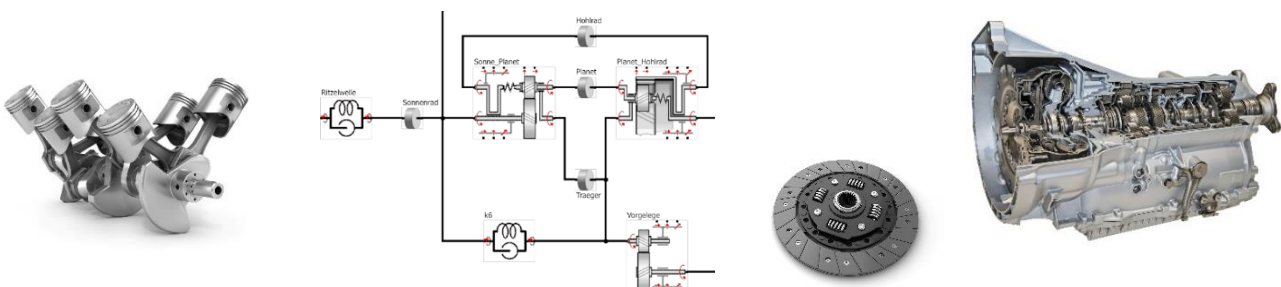 Hohlrad
Sonne_Planet
Planet
Planet_Hohlrad
Ritzelwelle
Sonnenrad
Traeger
k6
Vorgelege